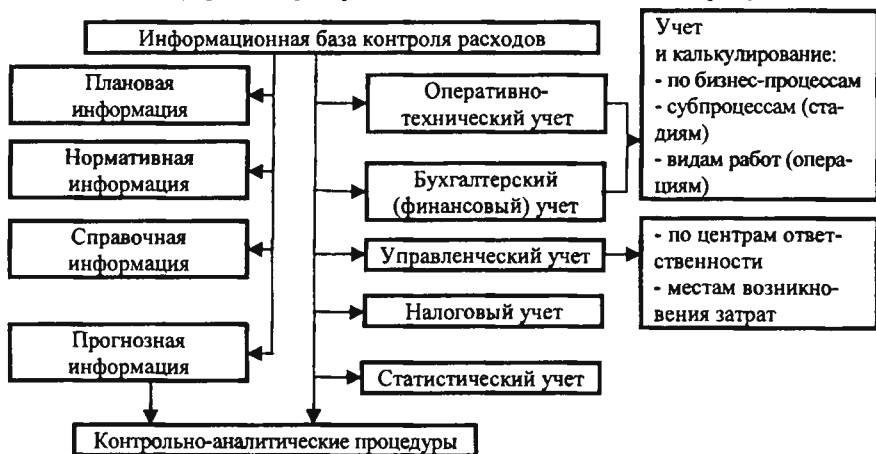 Информационная база контроля расходов
Плановая
информация
Нормативная
информация
Справочная
информация
Прогнозная
информация
Оперативно-
технический учет
Бухгалтерский
(финансовый) учет
Управленческий учет
Налоговый учет
Статистический учет
Учет
и калькулирование:
- по бизнес-процессам
- субпроцессам (ста-
диям)
- видам работ (опера-
циям)
- по центрам ответ-
ственности
- местам возникно-
вения затрат
Контрольно-аналитические процедуры